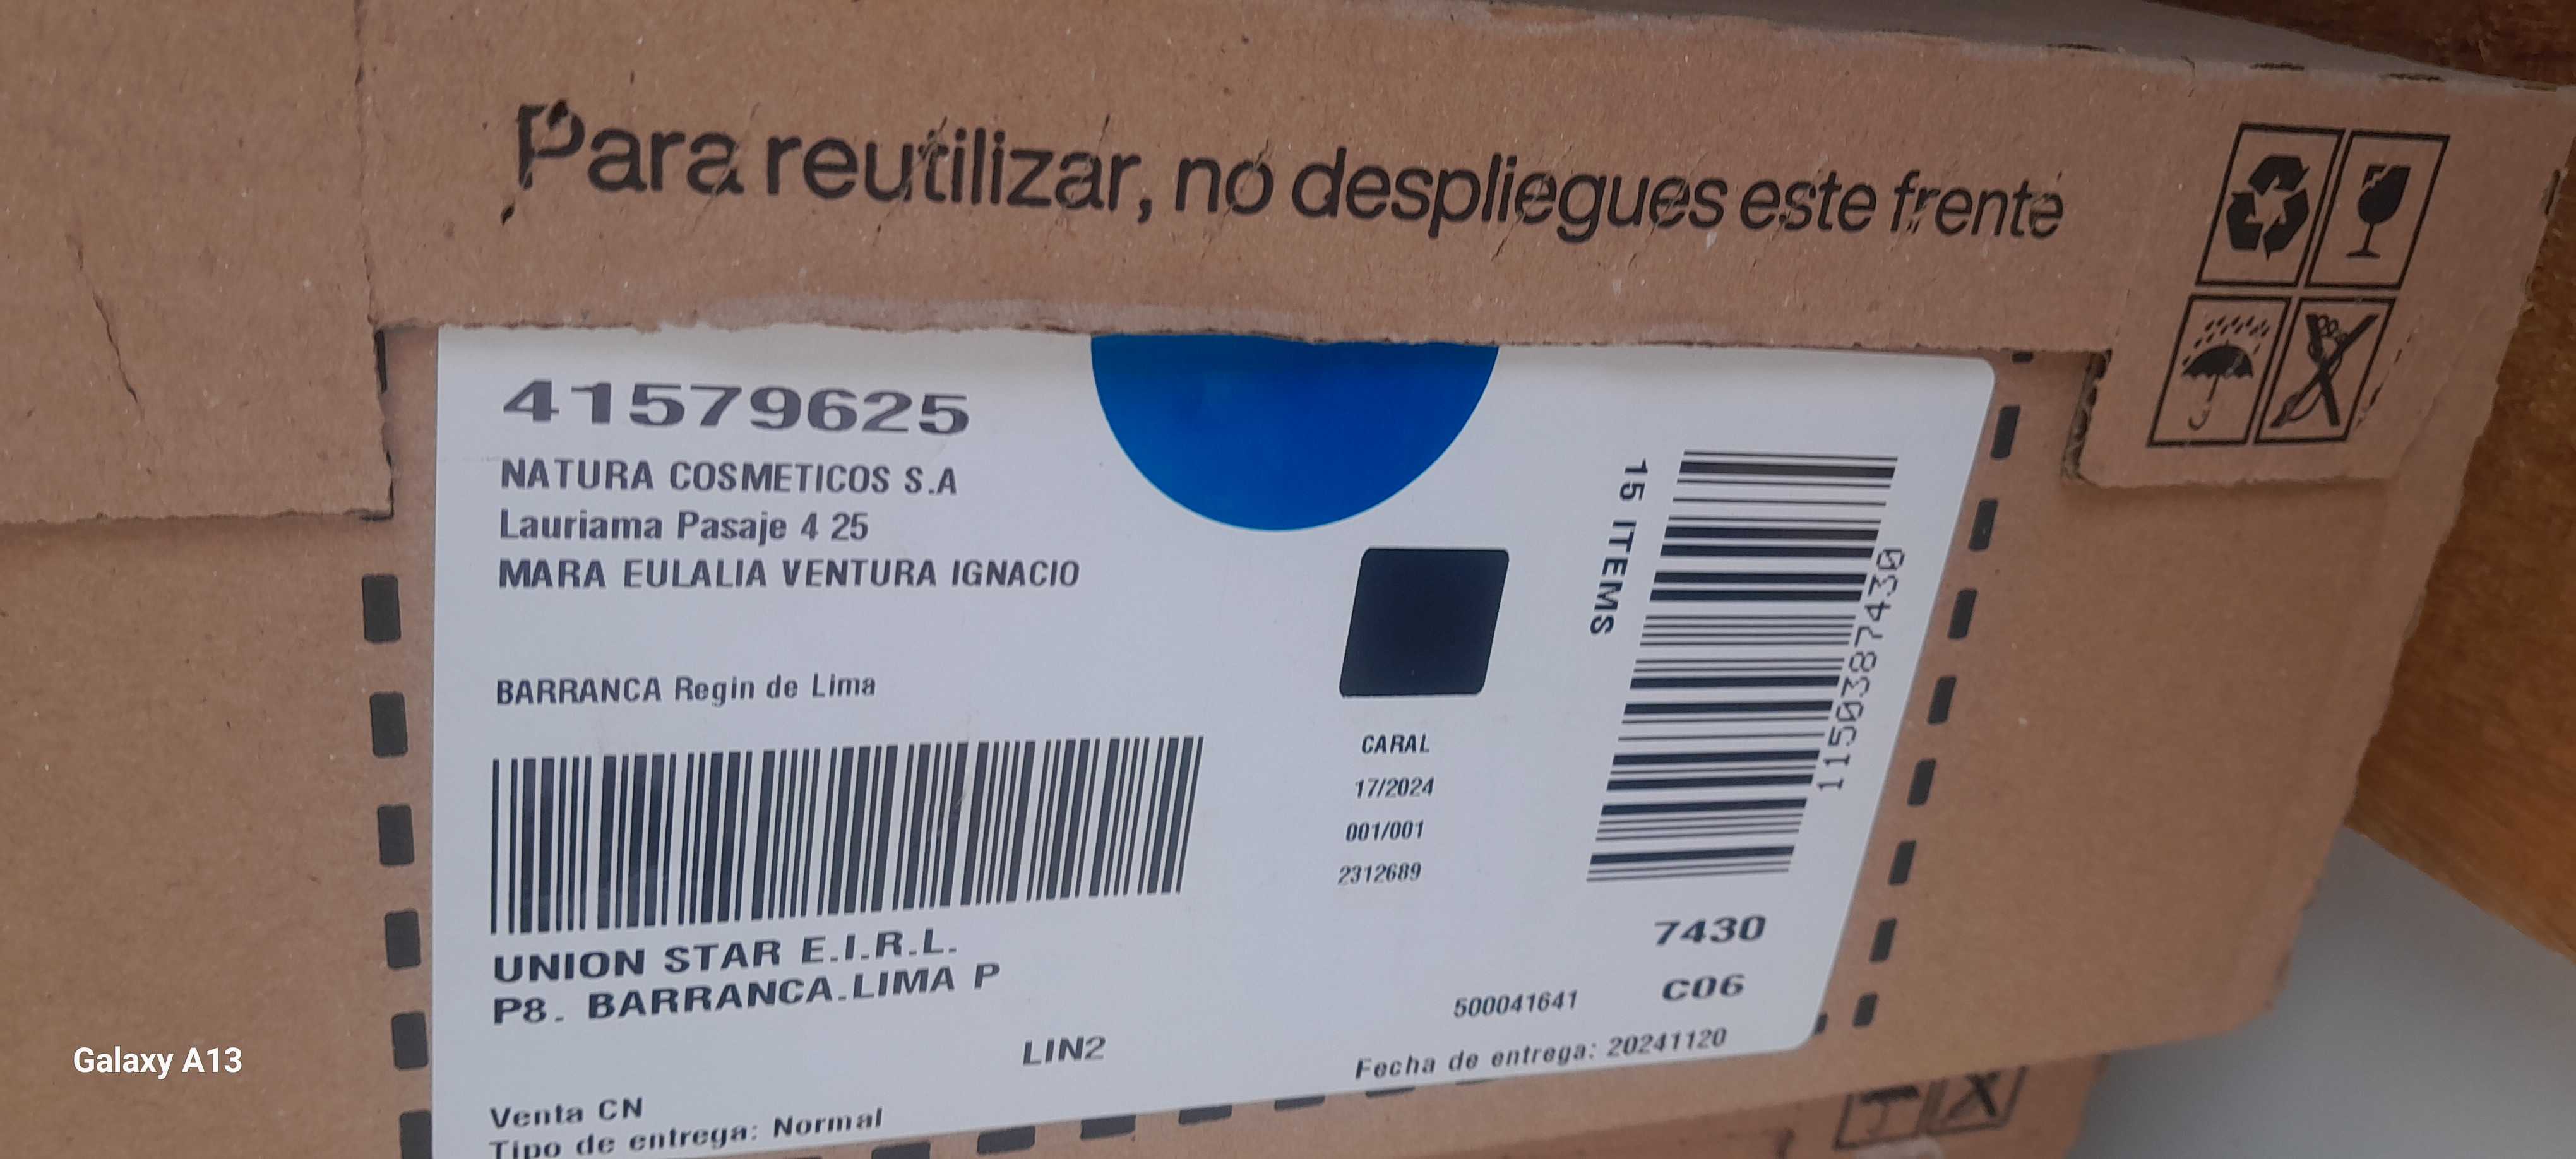 Para reutilizar, no despliegues este frente
41579625
NATURA COSMETICOS S.A
Lauriama Pasaje 4 25
MARA EULALIA VENTURA IGNACIO
BARRANCA Regin de Lima
15 ITEMS
115038787430
CARAL
17/2024
001/001
2312689
UNION STAR E.I.R.L.
P8. BARRANCA.LIMA P
7430
500041641 C06
LIN2
Fecha de entrega: 20241120
Venta CN
Tipo de entrega: Normal
Galaxy A13